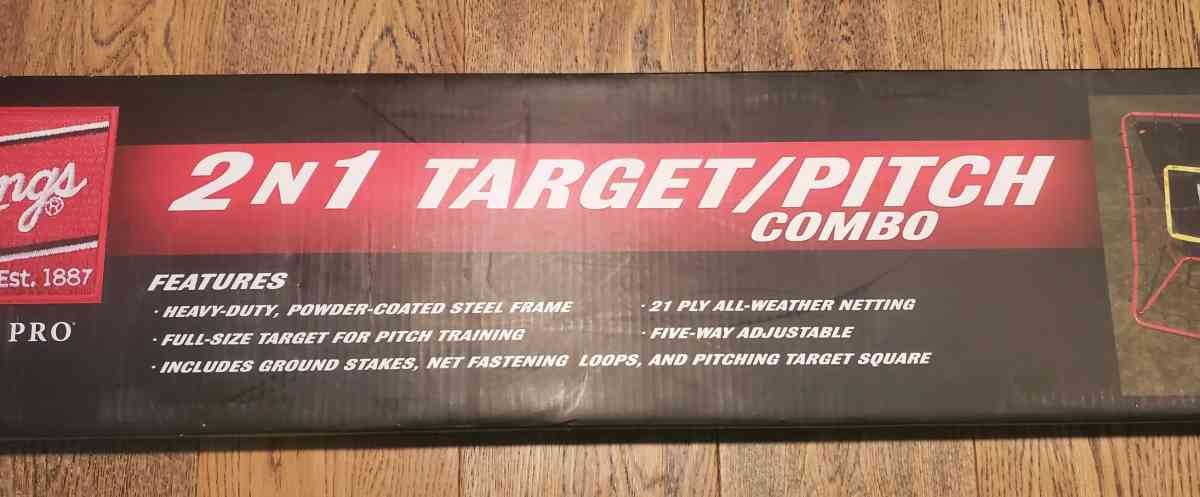 ngs®
Est. 1887
PRO
2 N 1 TARGET/PITCH
COMBO
FEATURES
· HEAVY-DUTY, POWDER-COATED STEEL FRAME
· FULL-SIZE TARGET FOR PITCH TRAINING
· INCLUDES GROUND STAKES, NET FASTENING LOOPS, AND PITCHING TARGET SQUARE
· 21 PLY ALL-WEATHER NETTING
· FIVE-WAY ADJUSTABLE